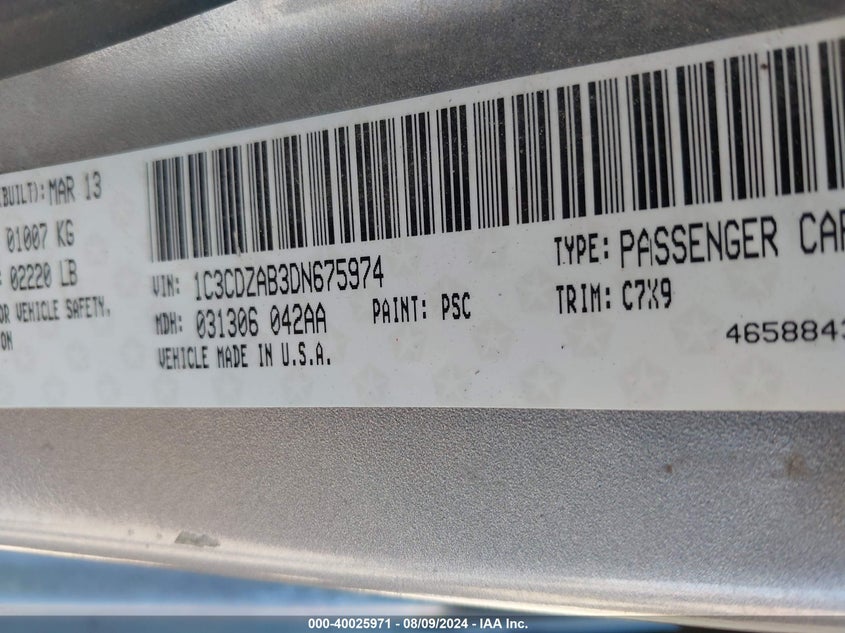 (BUILT): MAR 13
01007 KG
02220 LB
OR VEHICLE SAFETY,
ON
VIN: 1C3CDZAB3DN675974
TYPE: PASSENGER CAR
MDH: 031306 042AA
PAINT: PSC
TRIM: C7X9
VEHICLE MADE IN U.S.A.
4658843
000-40025971 - 08/09/2024 - IAA Inc.